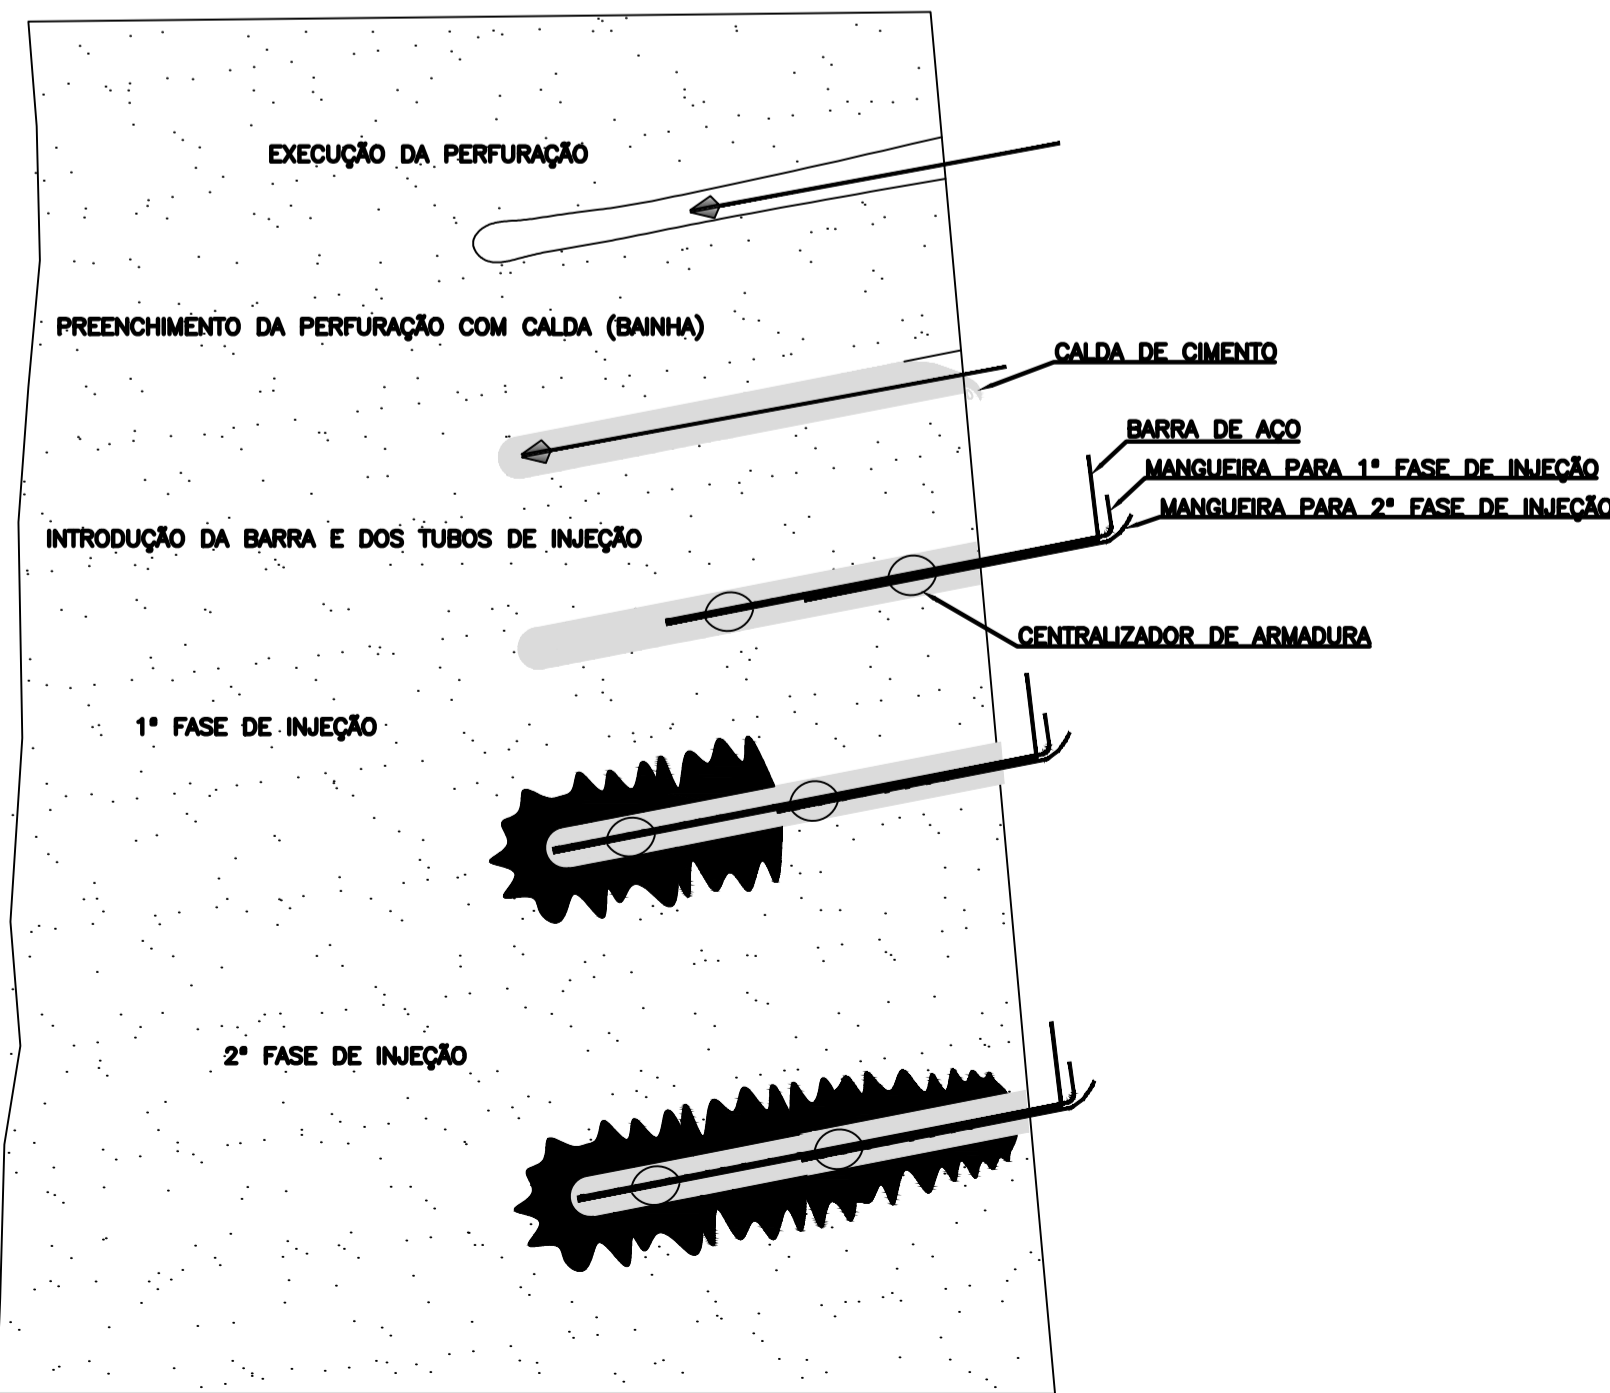 EXECUÇÃO DA PERFURAÇÃO
PREENCHIMENTO DA PERFURAÇÃO COM CALDA (BAINHA)
CALDA DE CIMENTO
BARRA DE AÇO
MANGUEIRA PARA 1ª FASE DE INJEÇÃO
MANGUEIRA PARA 2ª FASE DE INJEÇÃO
INTRODUÇÃO DA BARRA E DOS TUBOS DE INJEÇÃO
CENTRALIZADOR DE ARMADURA
1ª FASE DE INJEÇÃO
2ª FASE DE INJEÇÃO